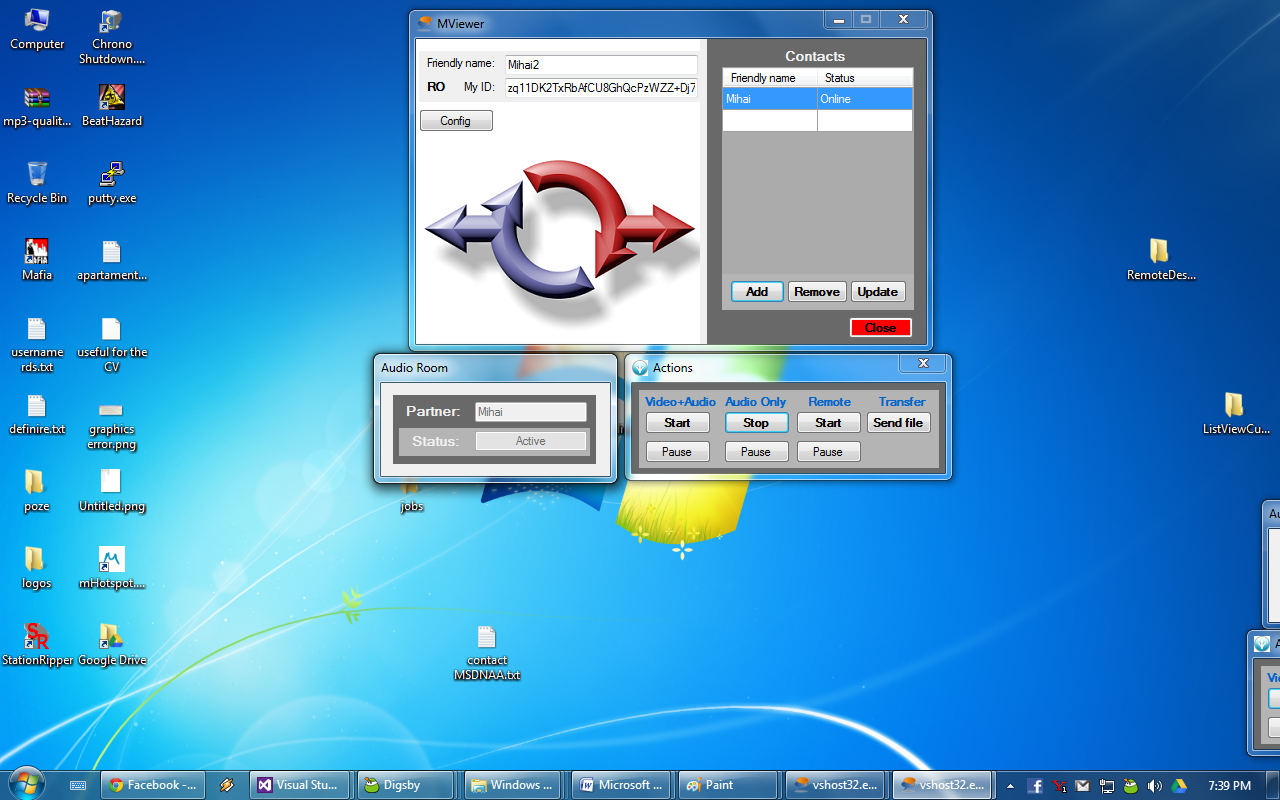 Computer
Chrono
Shutdown....
mp3-qualit...
BeatHazard
Recycle Bin
putty.exe
Mafia
apartament...
username
rds.txt
useful for the
CV
definire.txt
graphics
error.png
poze
Untitled.png
logos
mHotspot....
StationRipper
Google Drive
MViewer
Friendly name:
Mihai2
RO
My ID:
zq11DK2TxRbAfCU8GhQcPzWZZ+Dj7
Config
Contacts
Friendly name
Status
Mihai
Online
Add
Remove
Update
Close
Audio Room
Partner:
Mihai
Status:
Active
Actions
Video+Audio
Audio Only
Remote
Transfer
Start
Stop
Start
Send file
Pause
Pause
Pause
jobs
contact
MSDNAA.txt
RemoteDes...
ListViewCu...
Au
A
Vi
Facebook -...
Visual Stu...
Digsby
Windows ...
Microsoft ...
Paint
vshost32.e...
vshost32.e...
7:39 PM